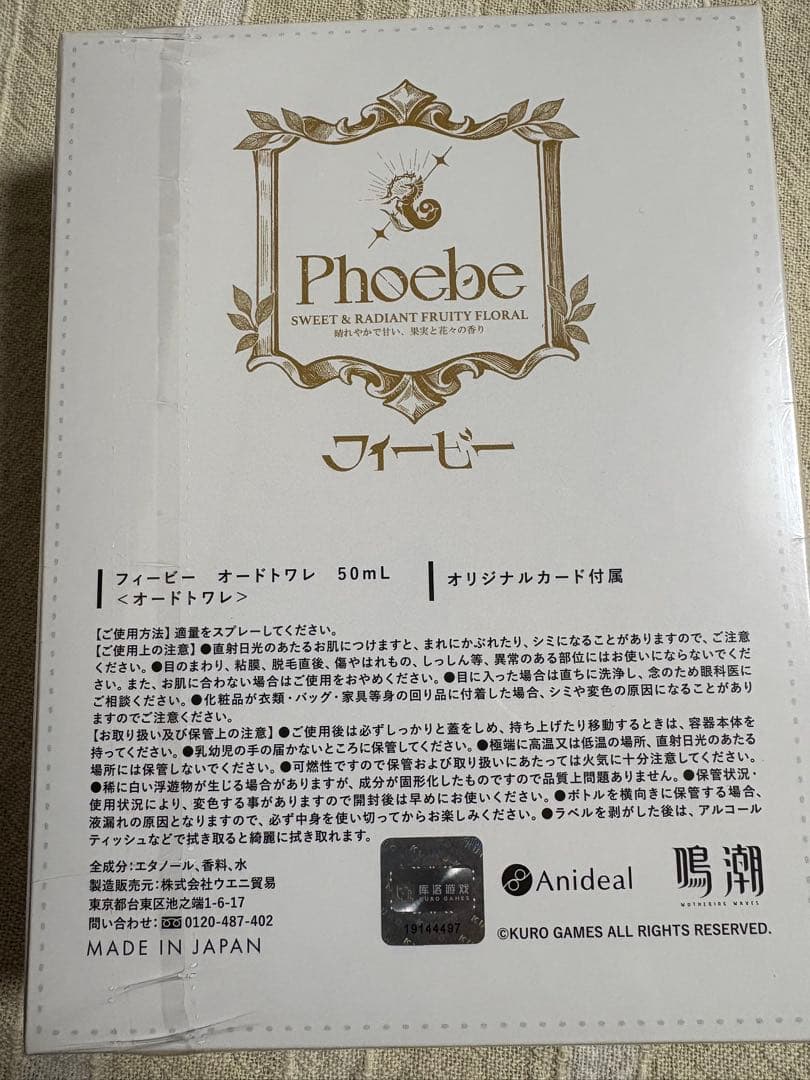 Phoebe
SWEET & RADIANT FRUITY FLORAL
晴れやかで甘い、果実と花々の香り
フィービー
フィービー　オードトワレ　50mL
＜オードトワレ＞
オリジナルカード付属
【ご使用方法】適量をスプレーしてください。
【ご使用上の注意】●直射日光のあたるお肌につけますと、まれにかぶれたり、シミになることがありますので、ご注意
ください。●目のまわり、粘膜、脱毛直後、傷やはれもの、しっしん等、異常のある部位にはお使いにならないでくだ
さい。また、お肌に合わない場合はご使用をおやめください。●目に入った場合は直ちに洗浄し、念のため眼科医に
ご相談ください。●化粧品が衣類・バッグ・家具等身の回り品に付着した場合、シミや変色の原因になることがあり
ますのでご注意ください。
【お取り扱い及び保管上の注意】●ご使用後は必ずしっかりと蓋をしめ、持ち上げたり移動するときは、容器本体を
持ってください。●乳幼児の手の届かないところに保管してください。●極端に高温又は低温の場所、直射日光のあたる
場所には保管しないでください。●可燃性ですので保管および取り扱いにあたっては火気に十分注意してください。
●稀に白い浮遊物が生じる場合がありますが、成分が固形化したものですので品質上問題ありません。●保管状況・
使用状況により、変色する事がありますので開封後は早めにお使いください。●ボトルを横向きに保管する場合、
液漏れの原因となりますので、必ず中身を使い切ってからお楽しみください。●ラベルを剥がした後は、アルコール
ティッシュなどで拭き取ると綺麗に拭き取れます。
全成分：エタノール、香料、水
製造販売元：株式会社ウエニ貿易
東京都台東区池之端1-6-17
問い合わせ：0120-487-402
MADE IN JAPAN
库洛游戏
KURO GAMES
19144497
Anideal
鳴潮
WUTHERING WAVES
©KURO GAMES ALL RIGHTS RESERVED.